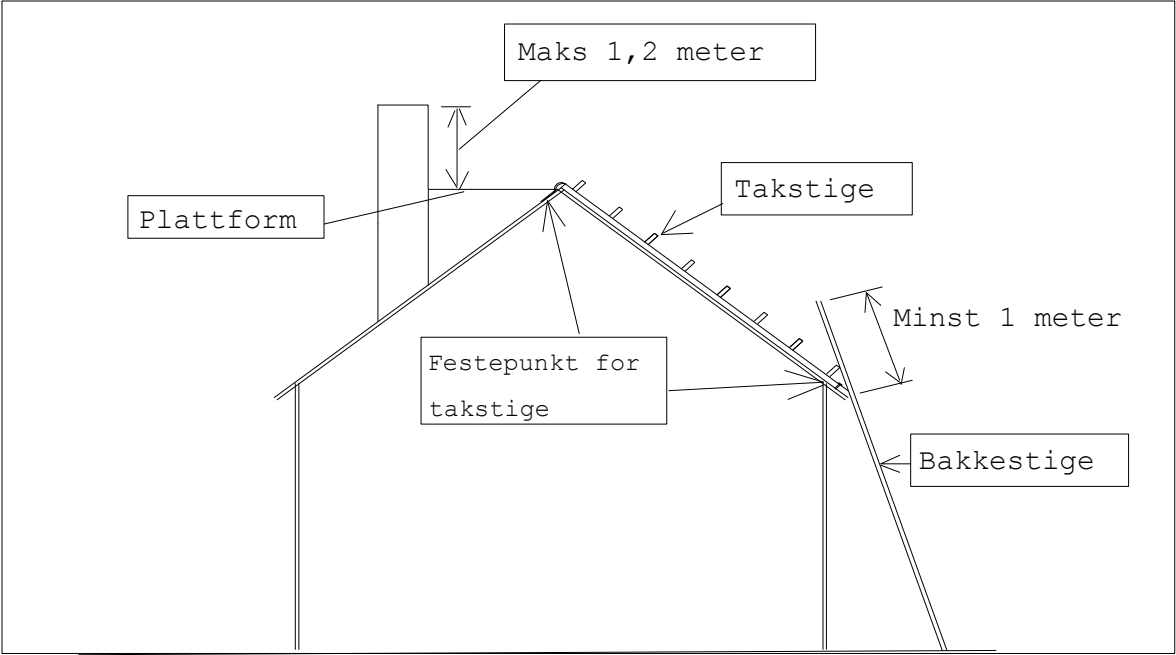 Maks 1,2 meter
Takstige
Plattform
Minst 1 meter
Festepunkt for
takstige
Bakkestige